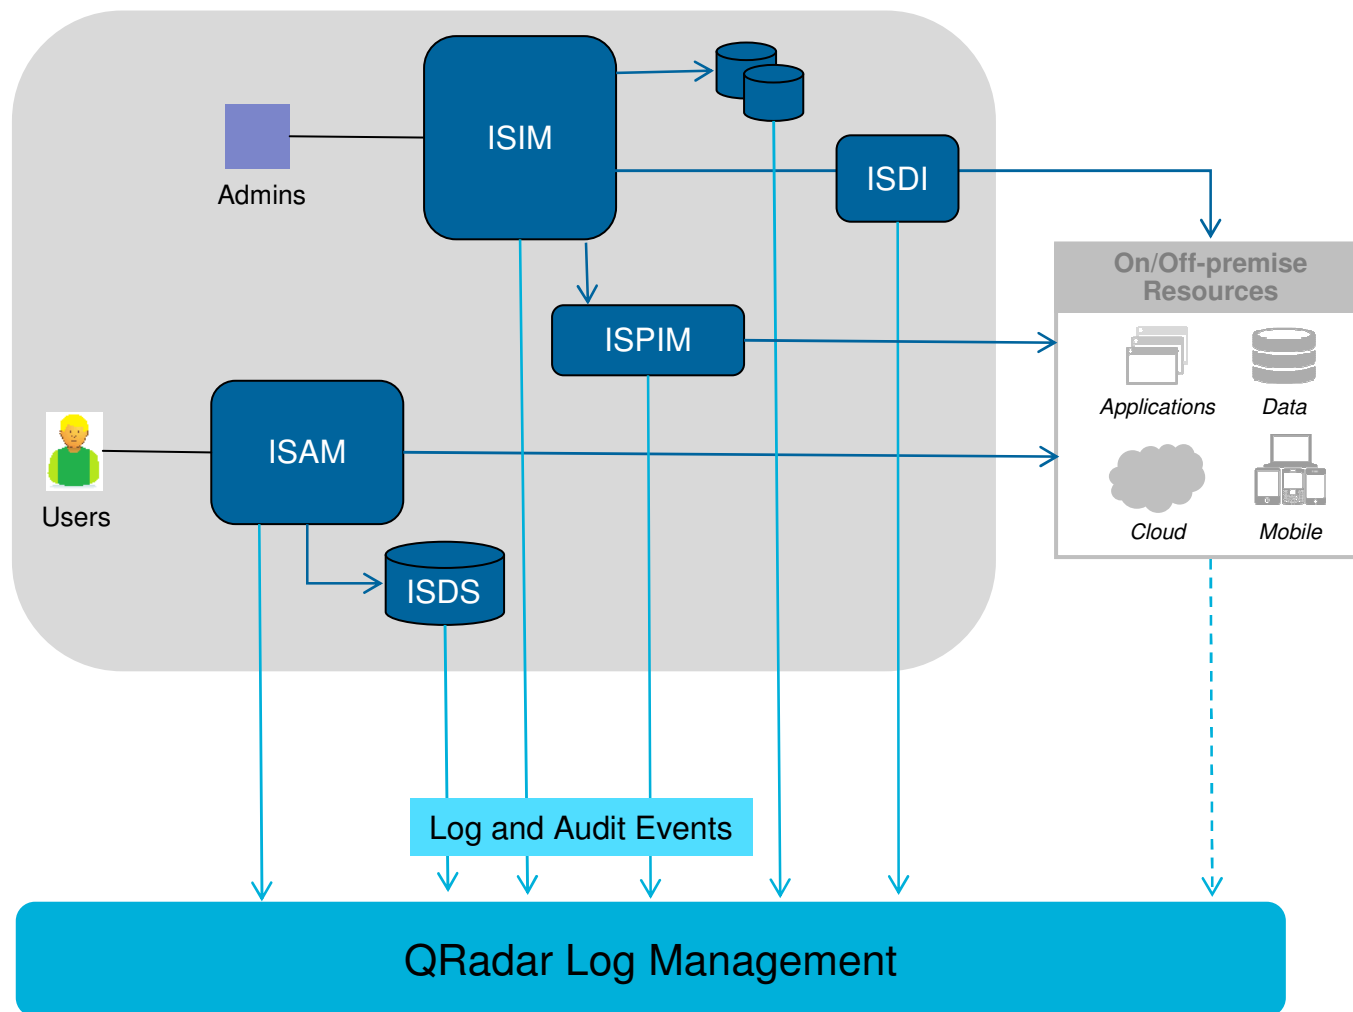 ISIM
Admins
ISDI
On/Off-premise
Resources
ISPIM
Applications
Data
ISAM
Users
Cloud
Mobile
ISDS
Log and Audit Events
QRadar Log Management